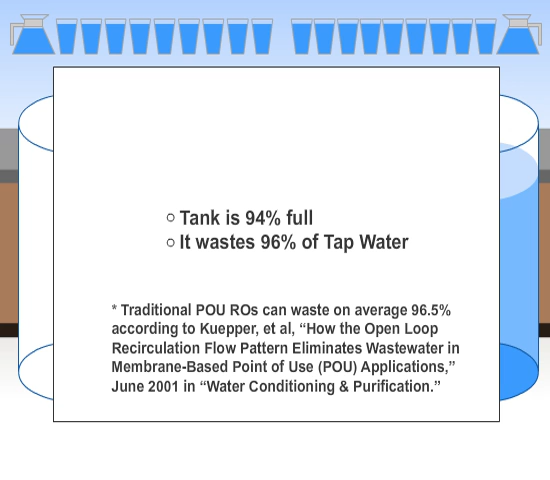 Tank is 94% full
It wastes 96% of Tap Water
* Traditional POU ROs can waste on average 96.5%
according to Kuepper, et al, “How the Open Loop
Recirculation Flow Pattern Eliminates Wastewater in
Membrane-Based Point of Use (POU) Applications,”
June 2001 in “Water Conditioning & Purification.”